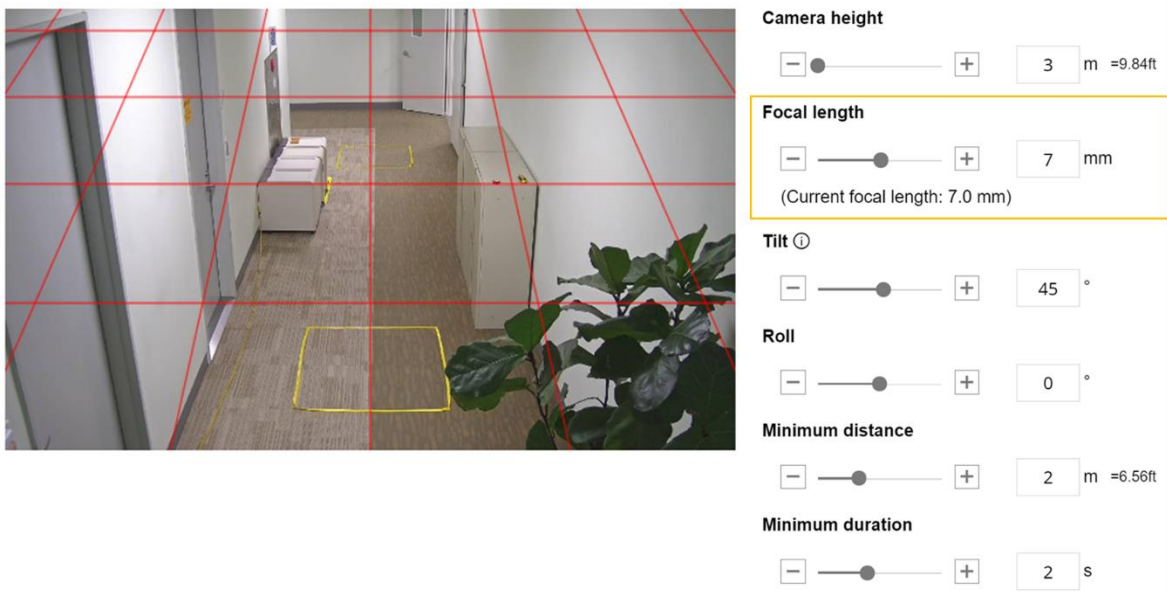 Camera height
3 m =9.84ft
Focal length
7 mm
(Current focal length: 7.0 mm)
Tilt ⓘ
45 °
Roll
0 °
Minimum distance
2 m =6.56ft
Minimum duration
2 s